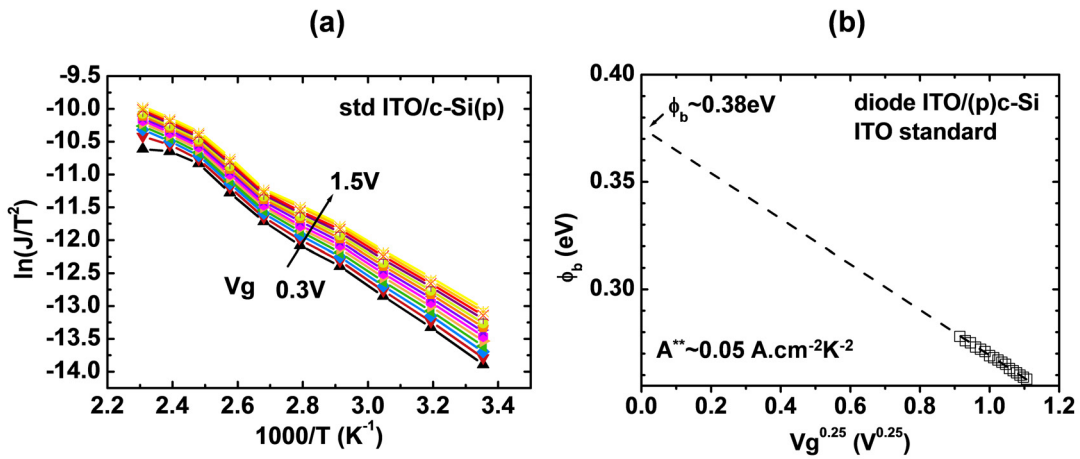 (a)
-9.5
-10.0
-10.5
-11.0
-11.5
-12.0
-12.5
-13.0
-13.5
-14.0
ln(J/T²)
std ITO/c-Si(p)
1.5V
Vg
0.3V
2.2 2.4 2.6 2.8 3.0 3.2 3.4
1000/T (K⁻¹)
(b)
0.40
0.35
0.30
ϕb (eV)
ϕb~0.38eV
diode ITO/(p)c-Si
ITO standard
A**~0.05 A.cm⁻²K⁻²
0.0 0.2 0.4 0.6 0.8 1.0 1.2
Vg^0.25 (V^0.25)